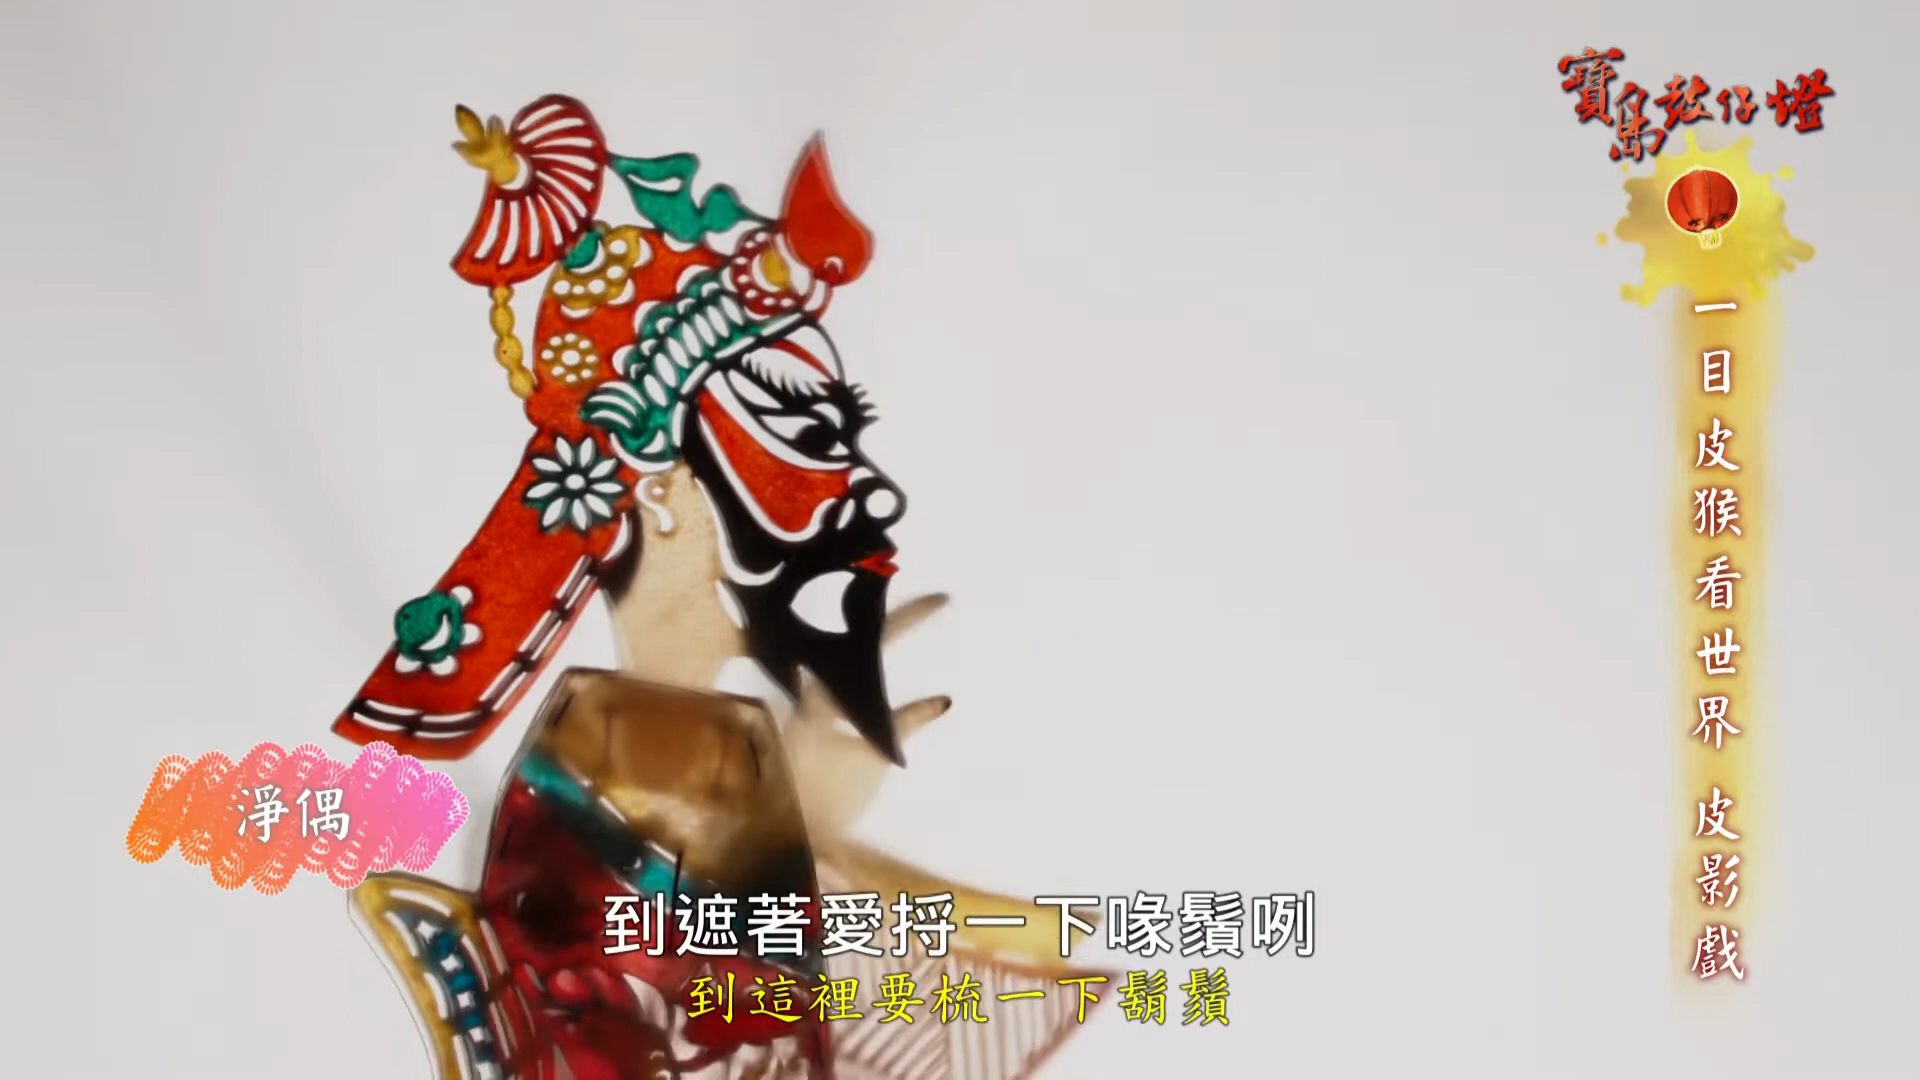 寶島鼓仔燈
一目皮猴看世界 皮影戲
淨偶
到遮著愛捋一下喙鬚咧
到這裡要梳一下鬍鬚